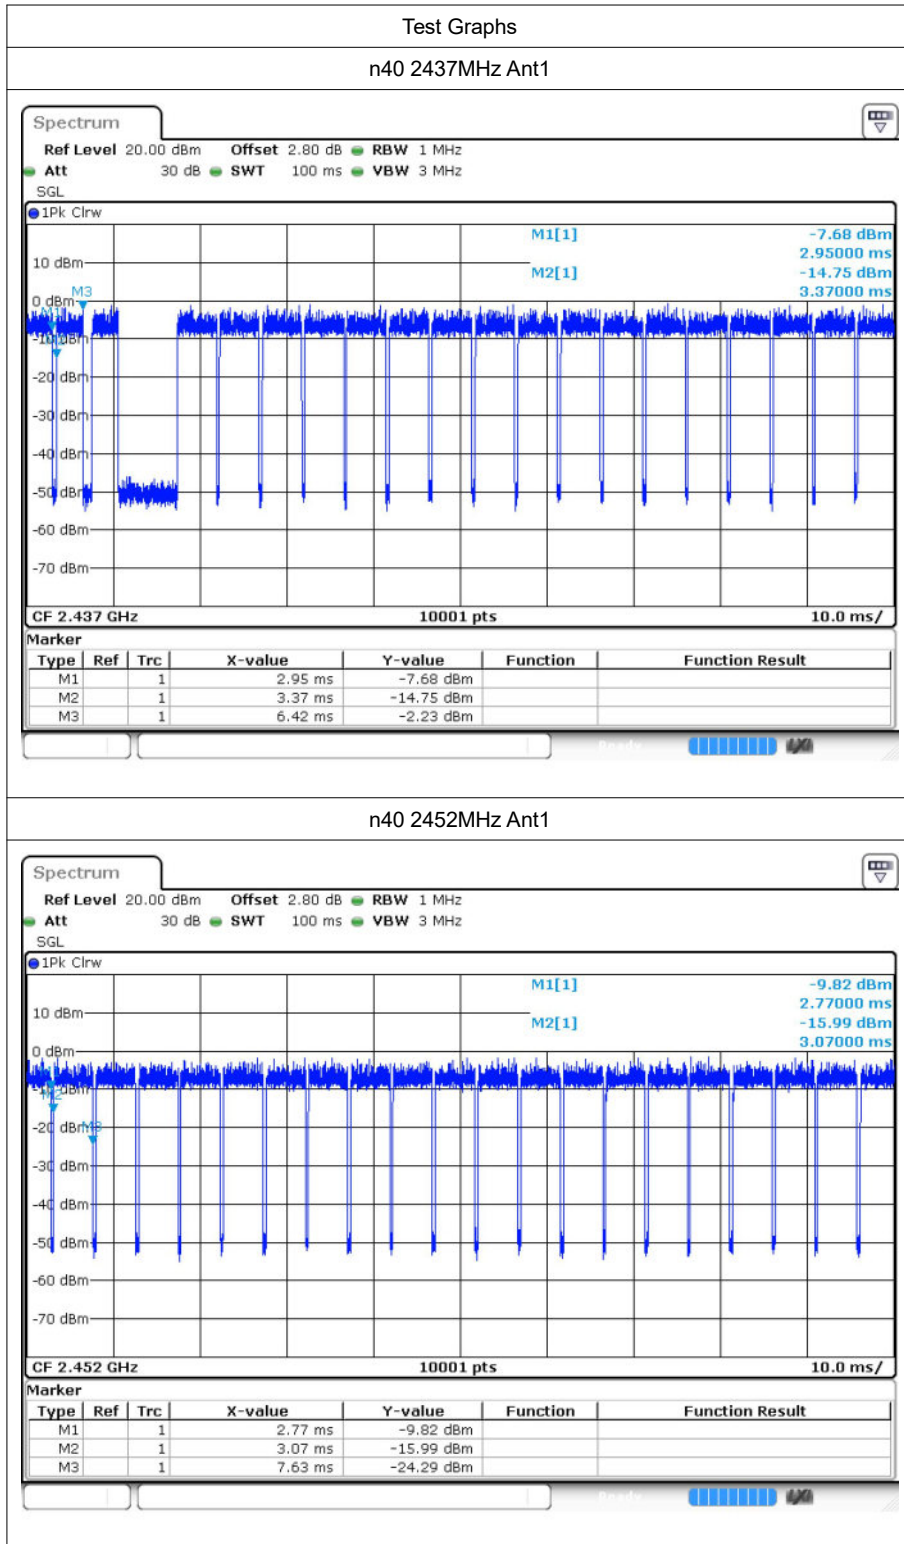 Test Graphs
n40 2437MHz Ant1
Spectrum
Ref Level 20.00 dBm Offset 2.80 dB RBW 1 MHz
Att 30 dB SWT 100 ms VBW 3 MHz
SGL
1Pk Clrw
M1[1] -7.68 dBm
2.95000 ms
10 dBm
M2[1] -14.75 dBm
3.37000 ms
0 dBm
M3
M1
-10 dBm
-20 dBm
-30 dBm
-40 dBm
-50 dBm
-60 dBm
-70 dBm
CF 2.437 GHz 10001 pts 10.0 ms/
Marker
Type Ref Trc X-value Y-value Function Function Result
M1 1 2.95 ms -7.68 dBm
M2 1 3.37 ms -14.75 dBm
M3 1 6.42 ms -2.23 dBm
Ready
n40 2452MHz Ant1
Spectrum
Ref Level 20.00 dBm Offset 2.80 dB RBW 1 MHz
Att 30 dB SWT 100 ms VBW 3 MHz
SGL
1Pk Clrw
M1[1] -9.82 dBm
2.77000 ms
10 dBm
M2[1] -15.99 dBm
3.07000 ms
0 dBm
-10 dBm
M2
-20 dBm
M3
-30 dBm
-40 dBm
-50 dBm
-60 dBm
-70 dBm
CF 2.452 GHz 10001 pts 10.0 ms/
Marker
Type Ref Trc X-value Y-value Function Function Result
M1 1 2.77 ms -9.82 dBm
M2 1 3.07 ms -15.99 dBm
M3 1 7.63 ms -24.29 dBm
Ready